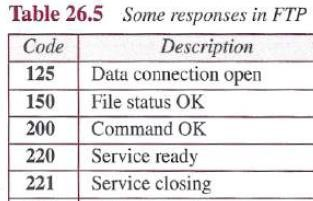 Table 26.5 Some responses in FTP
Code Description
125 Data connection open
150 File status OK
200 Command OK
220 Service ready
221 Service closing